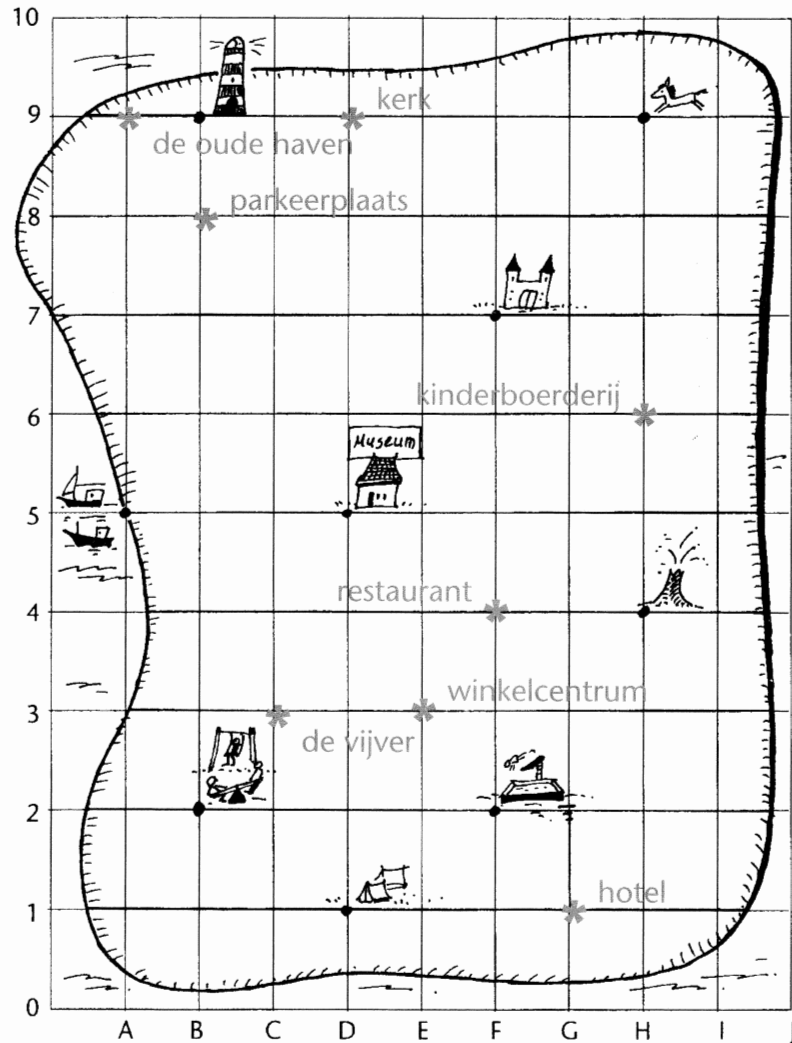 10
kerk
9
de oude haven
parkeerplaats
8
7
kinderboerderij
6
Museum
5
restaurant
4
winkelcentrum
3
de vijver
2
hotel
1
0
A B C D E F G H I J